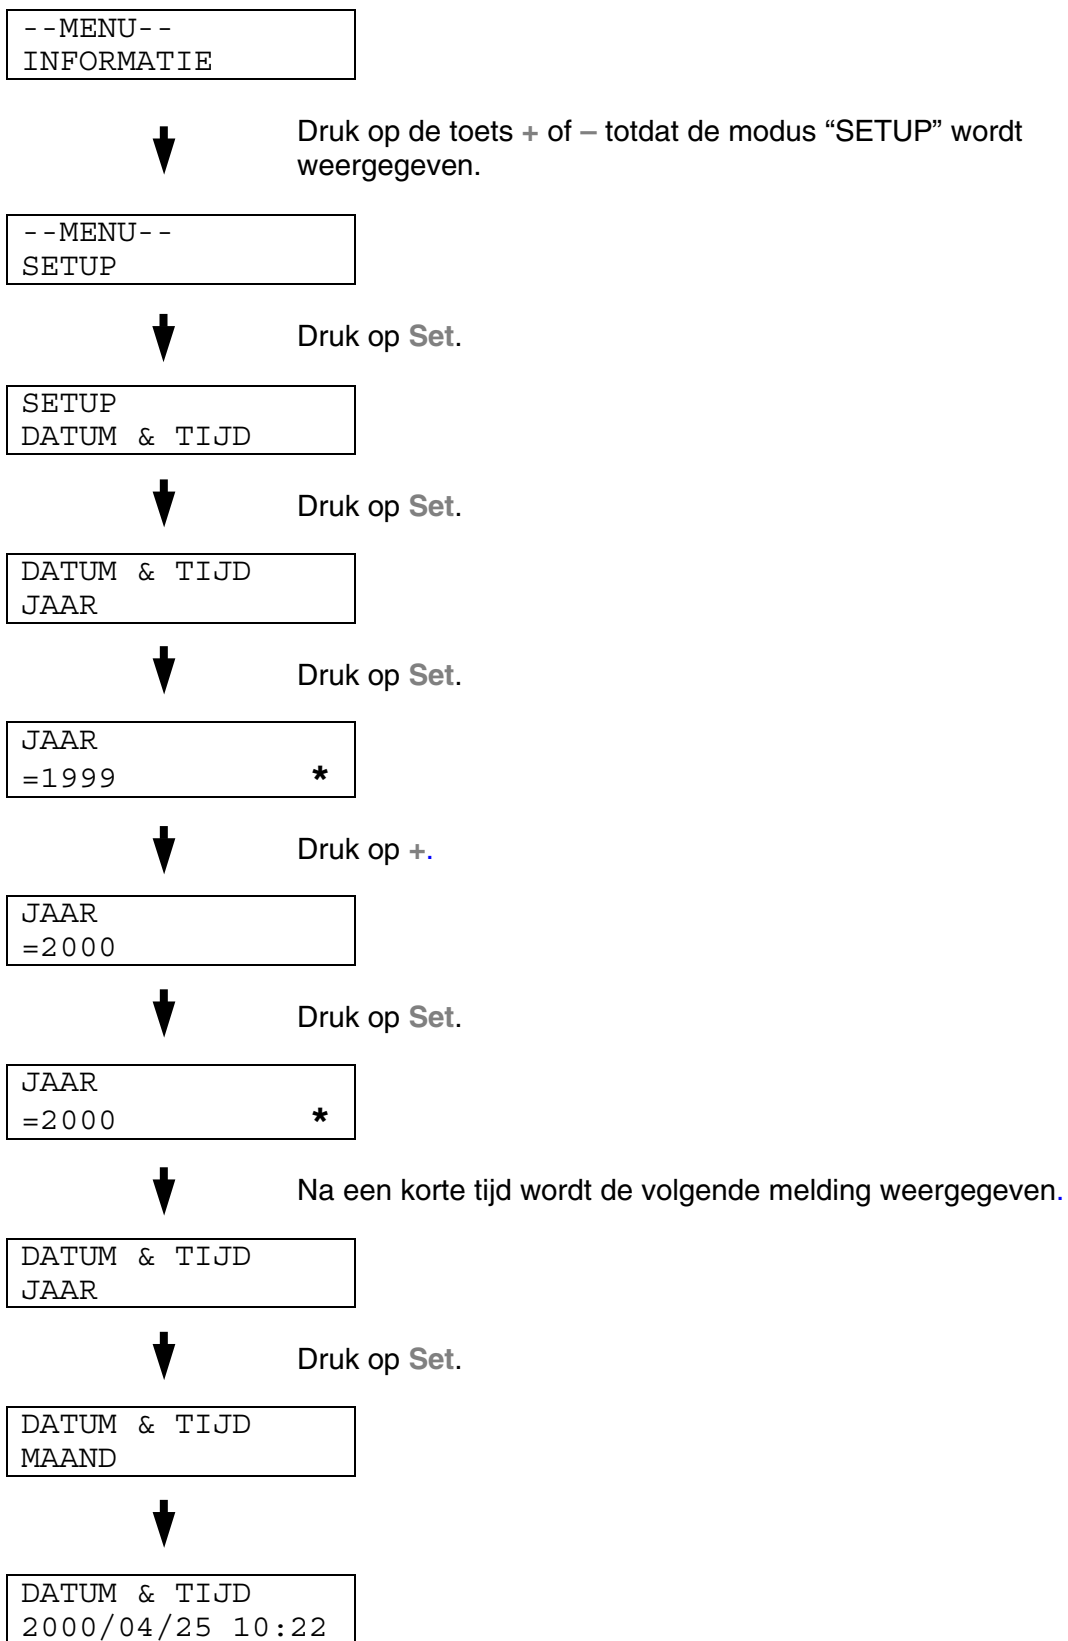 --MENU--
INFORMATIE
Druk op de toets + of – totdat de modus “SETUP” wordt
weergegeven.
--MENU--
SETUP
Druk op Set.
SETUP
DATUM & TIJD
Druk op Set.
DATUM & TIJD
JAAR
Druk op Set.
JAAR
=1999 *
Druk op +.
JAAR
=2000
Druk op Set.
JAAR
=2000 *
Na een korte tijd wordt de volgende melding weergegeven.
DATUM & TIJD
JAAR
Druk op Set.
DATUM & TIJD
MAAND
DATUM & TIJD
2000/04/25 10:22